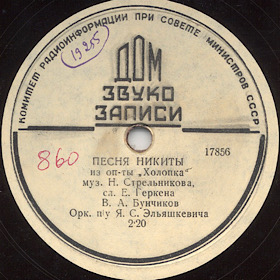 КОМИТЕТ РАДИОИНФОРМАЦИИ ПРИ СОВЕТЕ МИНИСТРОВ СССР
19255
ДОМ
ЗВУКО
ЗАПИСИ
860
17856
ПЕСНЯ НИКИТЫ
из оп-ты „Холопка"
муз. Н. Стрельникова,
сл. Е. Геркена
В. А. Бунчиков
Орк. п/у Я. С. Эльяшкевича
2:20